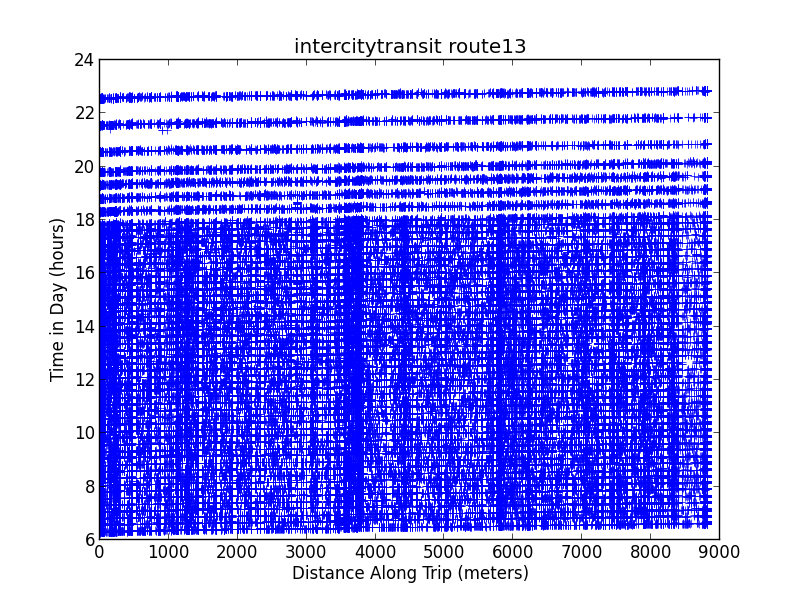 intercitytransit route13
24
22
20
18
16
14
12
10
8
6
Time in Day (hours)
0 1000 2000 3000 4000 5000 6000 7000 8000 9000
Distance Along Trip (meters)